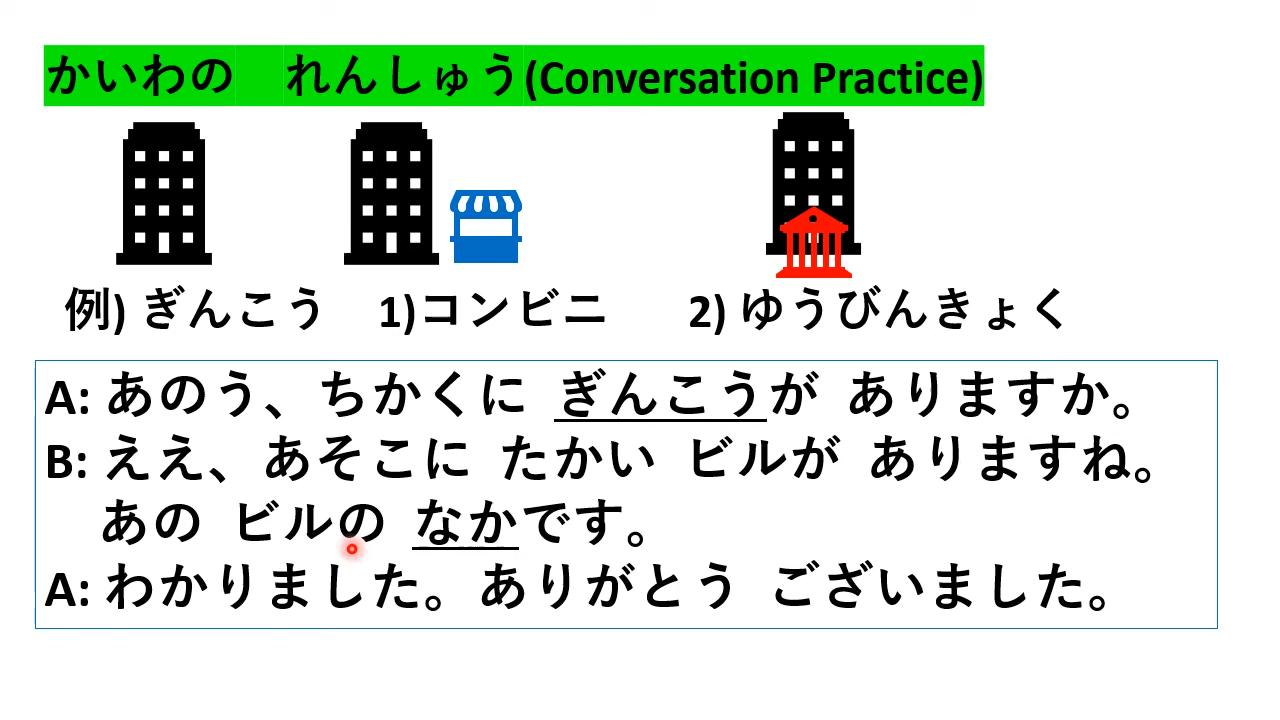 かいわの　れんしゅう(Conversation Practice)
例) ぎんこう 1)コンビニ 2) ゆうびんきょく
A: あのう、ちかくに ぎんこうが ありますか。
B: ええ、あそこに たかい ビルが ありますね。
あの ビルの なかです。
A: わかりました。ありがとう ございました。